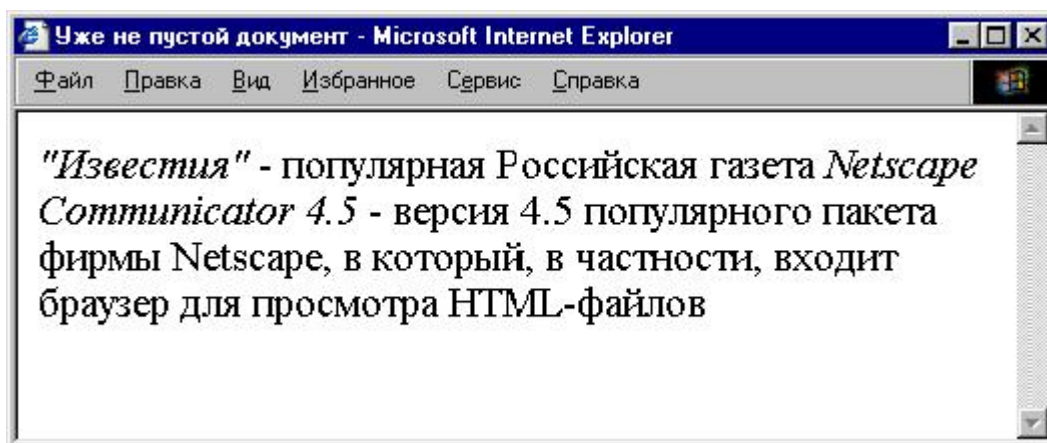 Уже не пустой документ - Microsoft Internet Explorer
Файл Правка Вид Избранное Сервис Справка
"Известия" - популярная Российская газета Netscape
Communicator 4.5 - версия 4.5 популярного пакета
фирмы Netscape, в который, в частности, входит
браузер для просмотра HTML-файлов